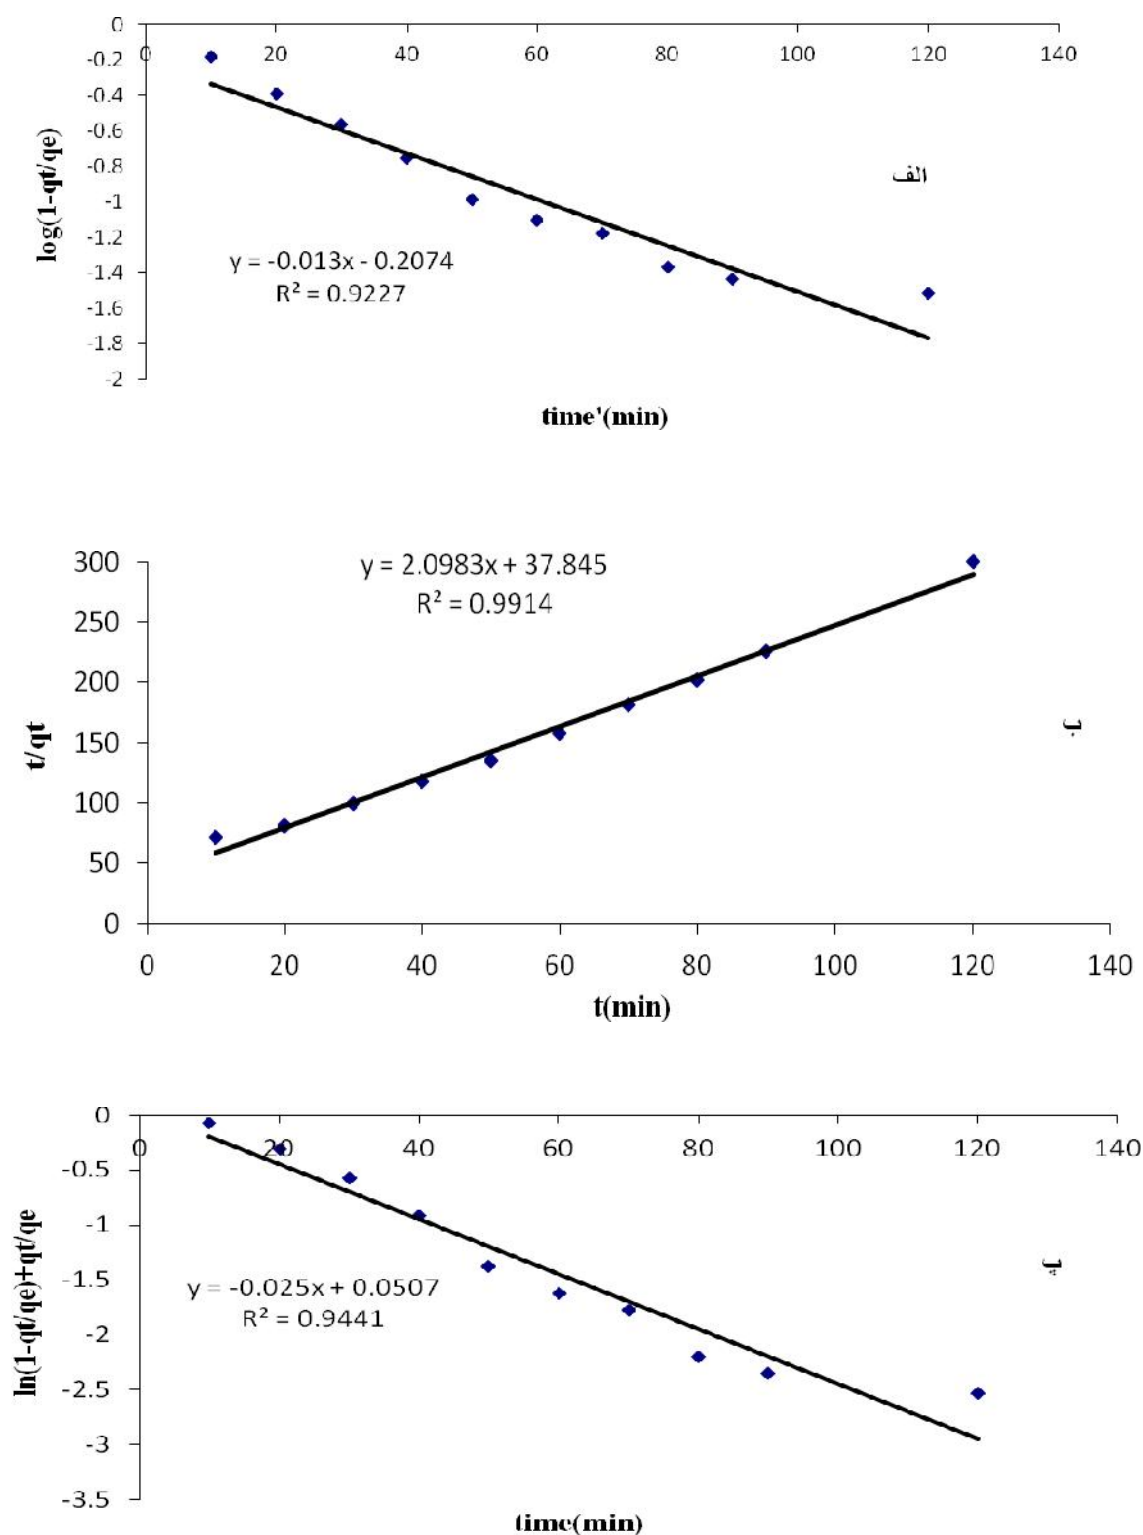 0
0 20 40 60 80 100 120 140
-0.2
-0.4
-0.6
-0.8
-1
-1.2
-1.4
-1.6
-1.8
-2
log(1-qt/qe)
الف
y = -0.013x - 0.2074
R² = 0.9227
time'(min)
300
250
200
150
100
50
0
t/qt
y = 2.0983x + 37.845
R² = 0.9914
0 20 40 60 80 100 120 140
t(min)
0
0 20 40 60 80 100 120 140
-0.5
-1
-1.5
-2
-2.5
-3
-3.5
ln(1-qt/qe)+qt/qe
y = -0.025x + 0.0507
R² = 0.9441
time(min)